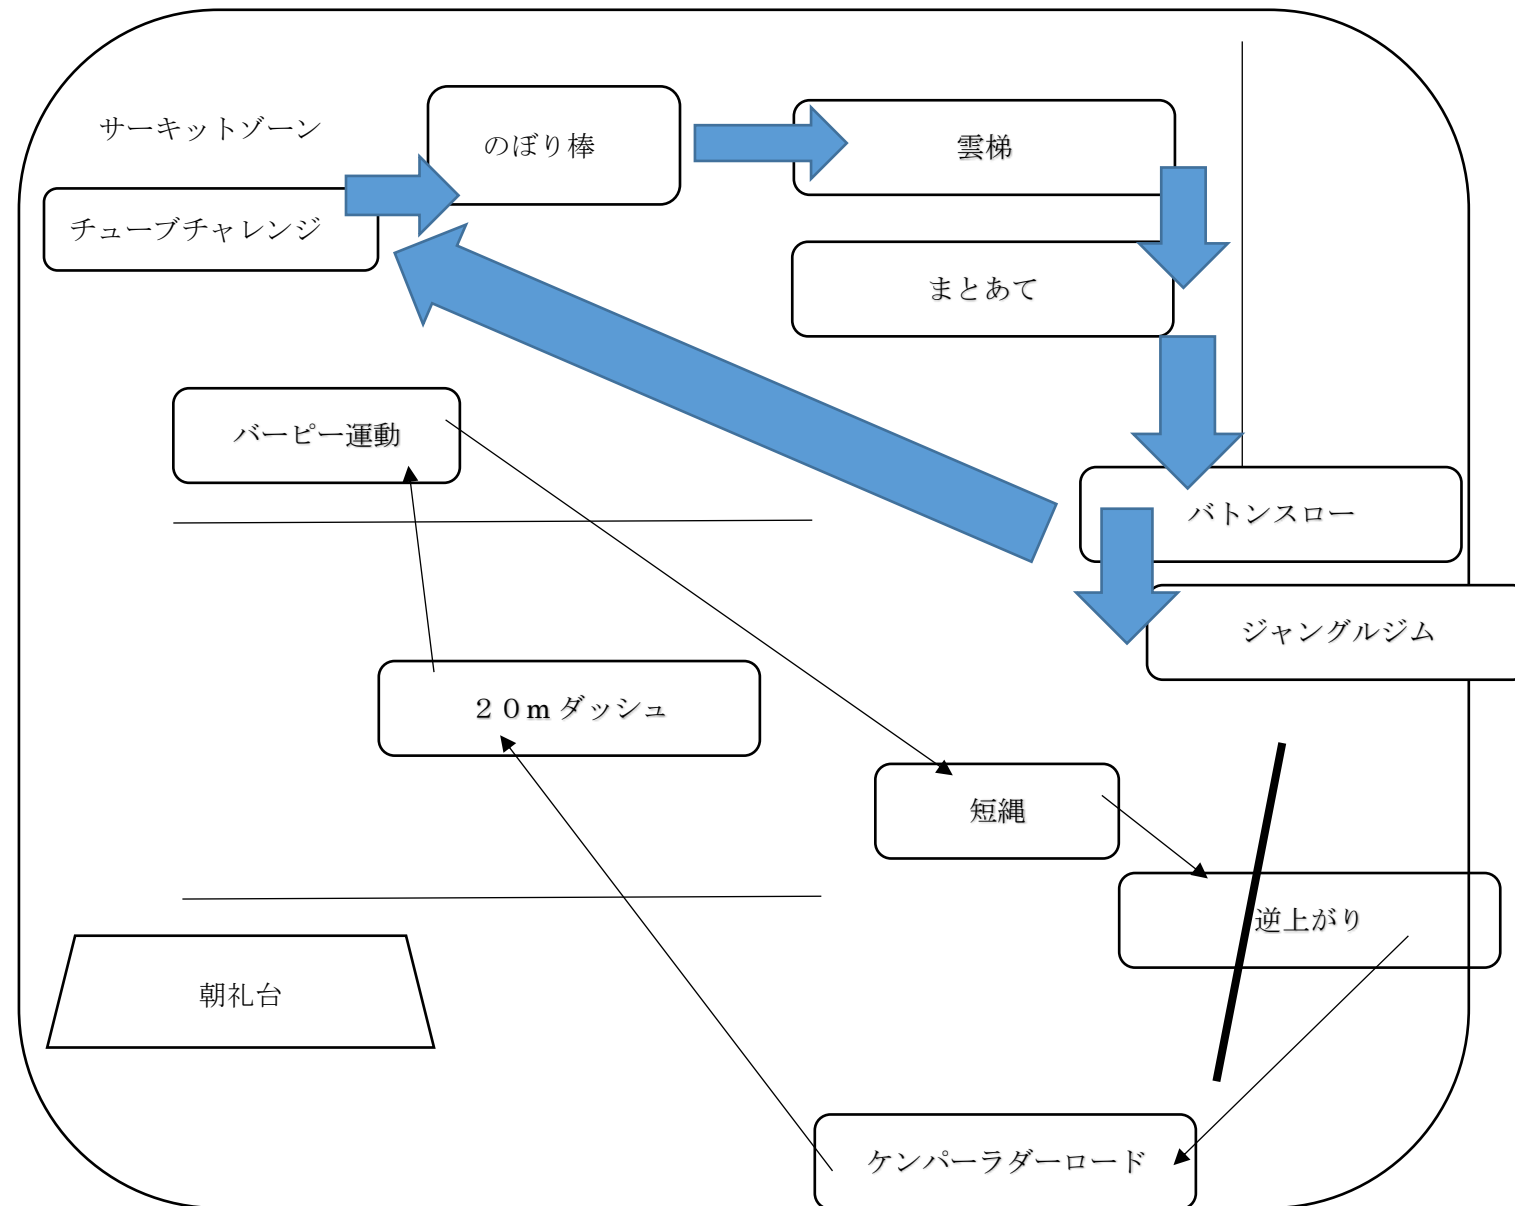 サーキットゾーン
のぼり棒
雲梯
チューブチャレンジ
まとあて
バーピー運動
バトンスロー
ジャングルジム
２０ｍダッシュ
短縄
逆上がり
朝礼台
ケンパーラダーロード